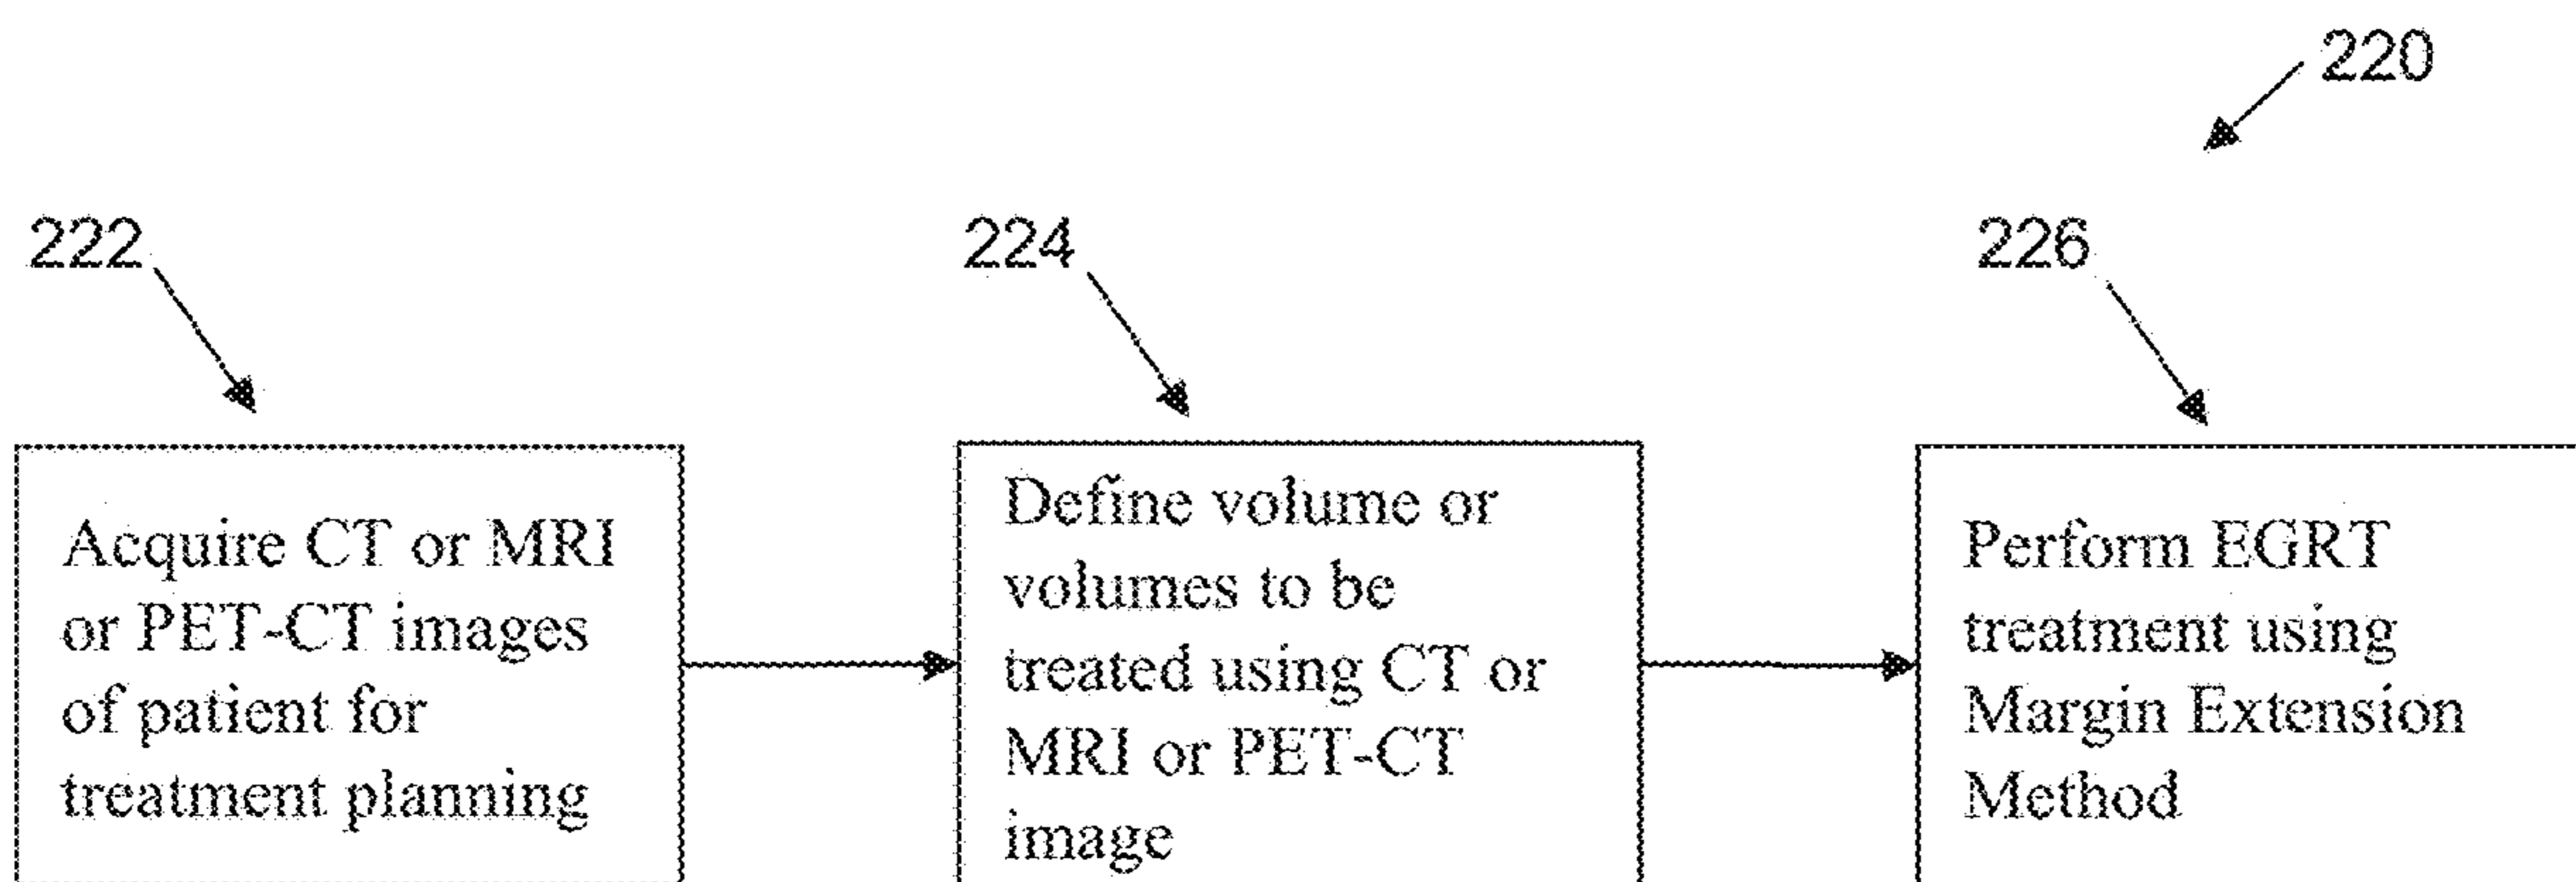 220
222
224
226
Acquire CT or MRI
or PET-CT images
of patient for
treatment planning
Define volume or
volumes to be
treated using CT or
MRI or PET-CT
image
Perform EGRT
treatment using
Margin Extension
Method